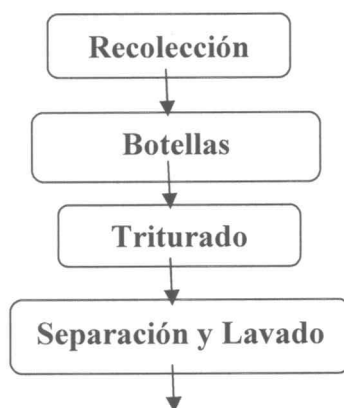 Recolección
Botellas
Triturado
Separación y Lavado